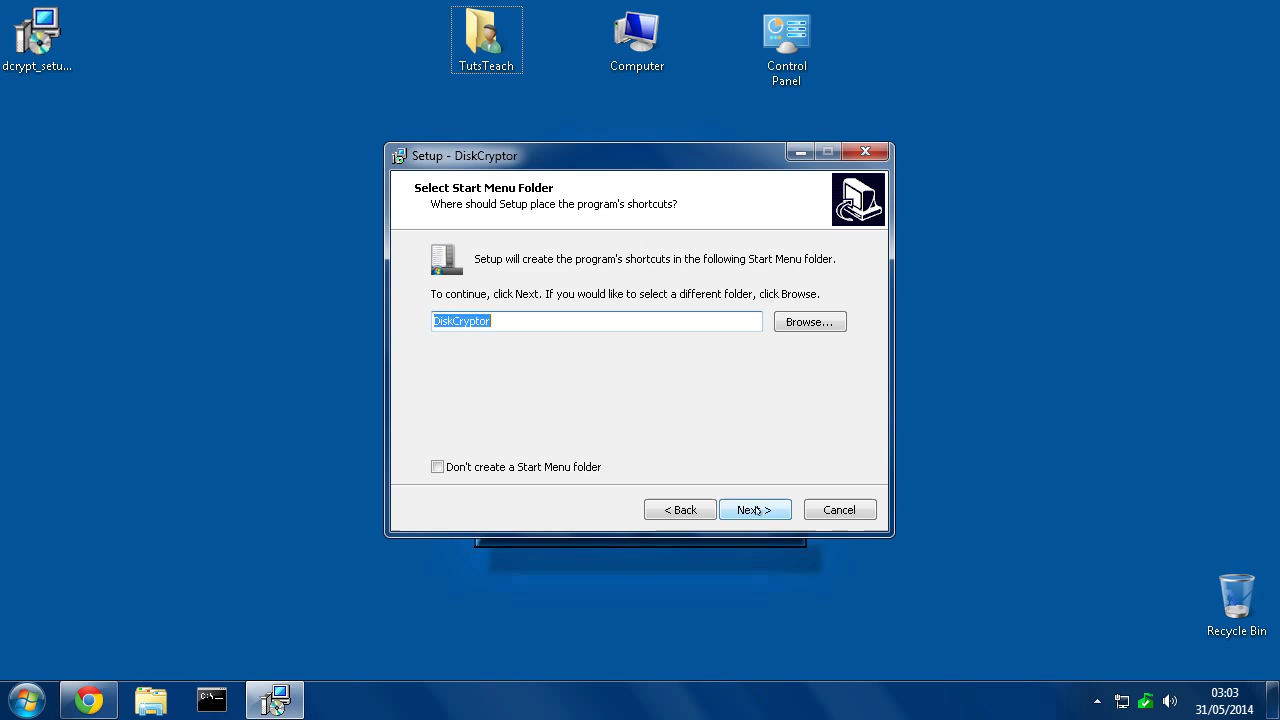 dcrypt_setu...
TutsTeach
Computer
Control
Panel
Setup - DiskCryptor
Select Start Menu Folder
Where should Setup place the program's shortcuts?
Setup will create the program's shortcuts in the following Start Menu folder.
To continue, click Next. If you would like to select a different folder, click Browse.
DiskCryptor
Browse...
Don't create a Start Menu folder
< Back
Next >
Cancel
Recycle Bin
C:\
03:03
31/05/2014